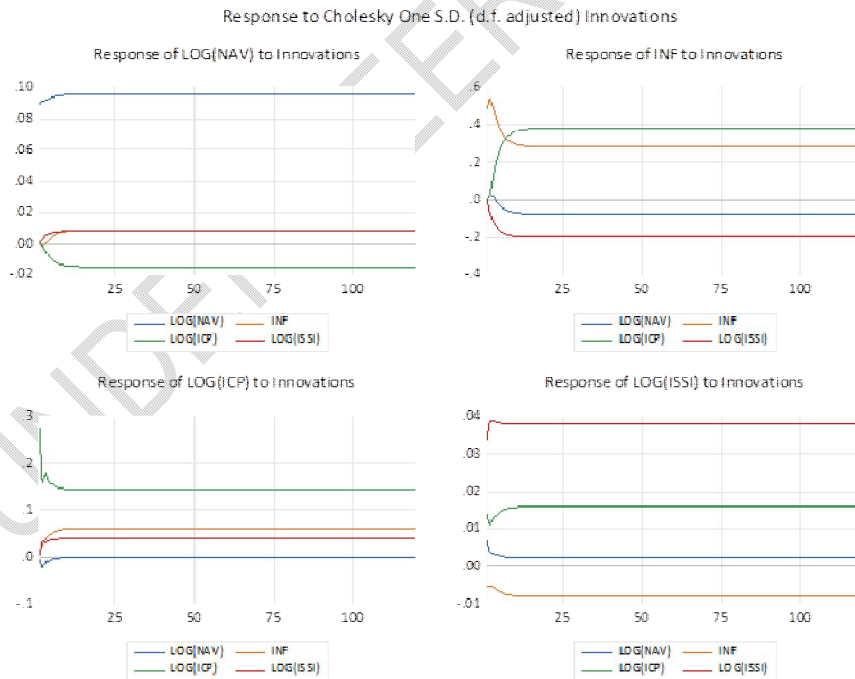 Response to Cholesky One S.D. (d.f. adjusted) Innovations
Response of LOG(NAV) to Innovations
.10
.08
.06
.04
.02
.00
-.02
25 50 75 100
LOG(NAV) INF
LOG(ICP) LOG(ISSI)
Response of INF to Innovations
.6
.4
.2
.0
-.2
-.4
25 50 75 100
LOG(NAV) INF
LOG(ICP) LOG(ISSI)
Response of LOG(ICP) to Innovations
.3
.2
.1
.0
-.1
25 50 75 100
LOG(NAV) INF
LOG(ICP) LOG(ISSI)
Response of LOG(ISSI) to Innovations
.04
.03
.02
.01
.00
-.01
25 50 75 100
LOG(NAV) INF
LOG(ICP) LOG(ISSI)